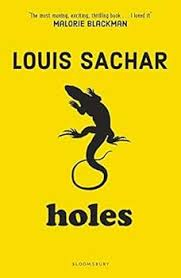 "The most moving, exciting, thrilling book ... I loved it"
MALORIE BLACKMAN
LOUIS SACHAR
holes
BLOOMSBURY